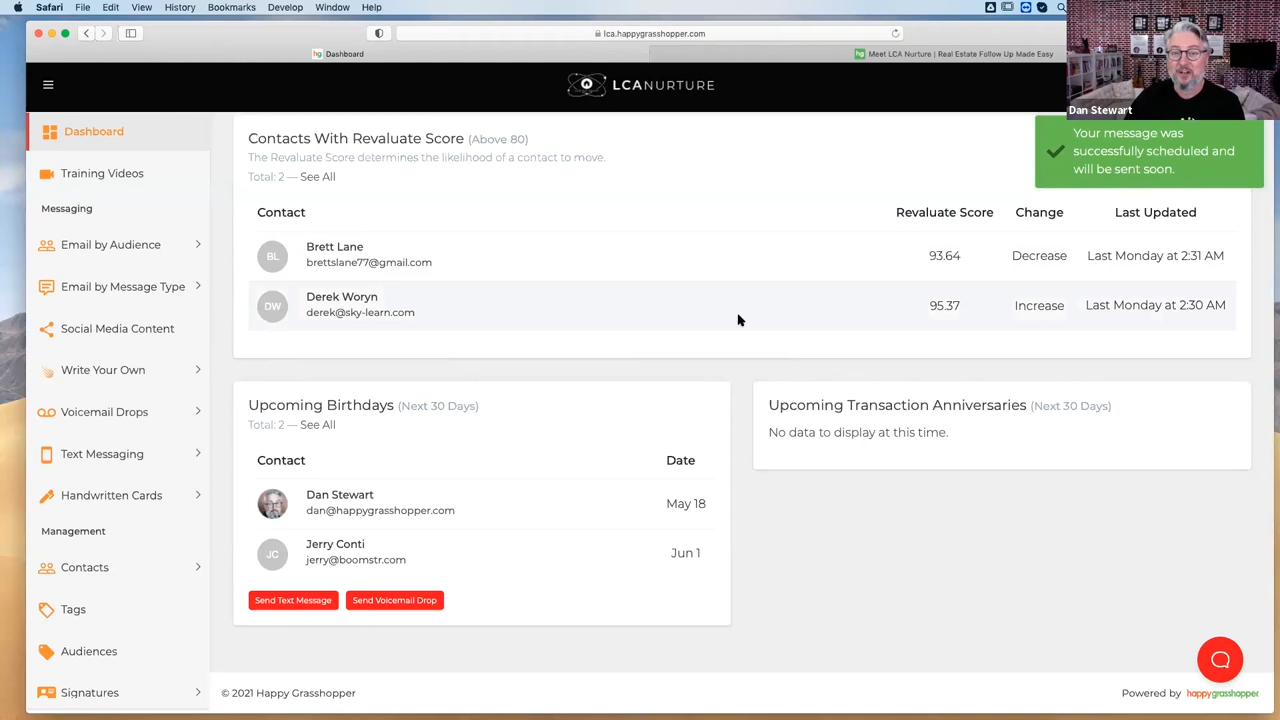 Safari File Edit View History Bookmarks Develop Window Help
lca.happygrasshopper.com
hg Dashboard
hg Meet LCA Nurture | Real Estate Follow Up Made Easy
LCANURTURE
Dan Stewart
Your message was
successfully scheduled and
will be sent soon.
Dashboard
Training Videos
Messaging
Email by Audience
Email by Message Type
Social Media Content
Write Your Own
Voicemail Drops
Text Messaging
Handwritten Cards
Management
Contacts
Tags
Audiences
Signatures
Contacts With Revaluate Score (Above 80)
The Revaluate Score determines the likelihood of a contact to move.
Total: 2 — See All
Contact Revaluate Score Change Last Updated
BL Brett Lane
brettslane77@gmail.com
93.64 Decrease Last Monday at 2:31 AM
DW Derek Woryn
derek@sky-learn.com
95.37 Increase Last Monday at 2:30 AM
Upcoming Birthdays (Next 30 Days)
Total: 2 — See All
Contact Date
Dan Stewart
dan@happygrasshopper.com
May 18
JC Jerry Conti
jerry@boomstr.com
Jun 1
Send Text Message Send Voicemail Drop
Upcoming Transaction Anniversaries (Next 30 Days)
No data to display at this time.
© 2021 Happy Grasshopper
Powered by happygrasshopper